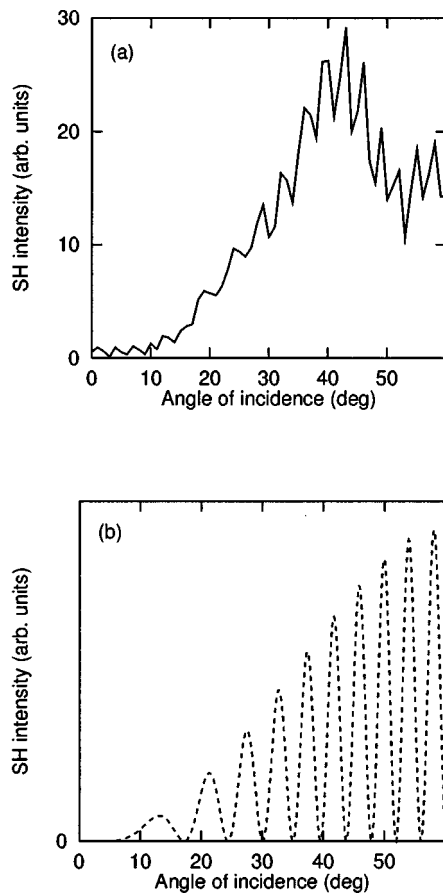 (a)
SH intensity (arb. units)
30
20
10
0
0 10 20 30 40 50
Angle of incidence (deg)
(b)
SH intensity (arb. units)
0
0 10 20 30 40 50
Angle of incidence (deg)